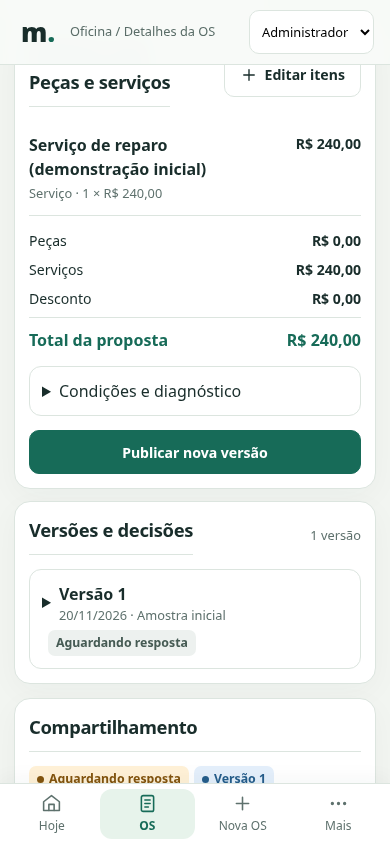 m.
Oficina / Detalhes da OS
Administrador
Peças e serviços
Editar itens
Serviço de reparo
(demonstração inicial)
R$ 240,00
Serviço · 1 × R$ 240,00
Peças
R$ 0,00
Serviços
R$ 240,00
Desconto
R$ 0,00
Total da proposta
R$ 240,00
Condições e diagnóstico
Publicar nova versão
Versões e decisões
1 versão
Versão 1
20/11/2026 · Amostra inicial
Aguardando resposta
Compartilhamento
Aguardando resposta
Versão 1
Hoje
OS
Nova OS
Mais